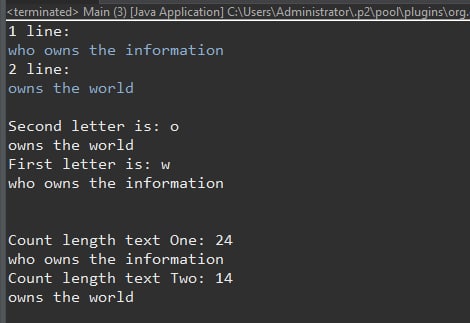 <terminated> Main (3) [Java Application] C:\Users\Administrator\.p2\pool\plugins\org.
1 line:
who owns the information
2 line:
owns the world
Second letter is: o
owns the world
First letter is: w
who owns the information
Count length text One: 24
who owns the information
Count length text Two: 14
owns the world